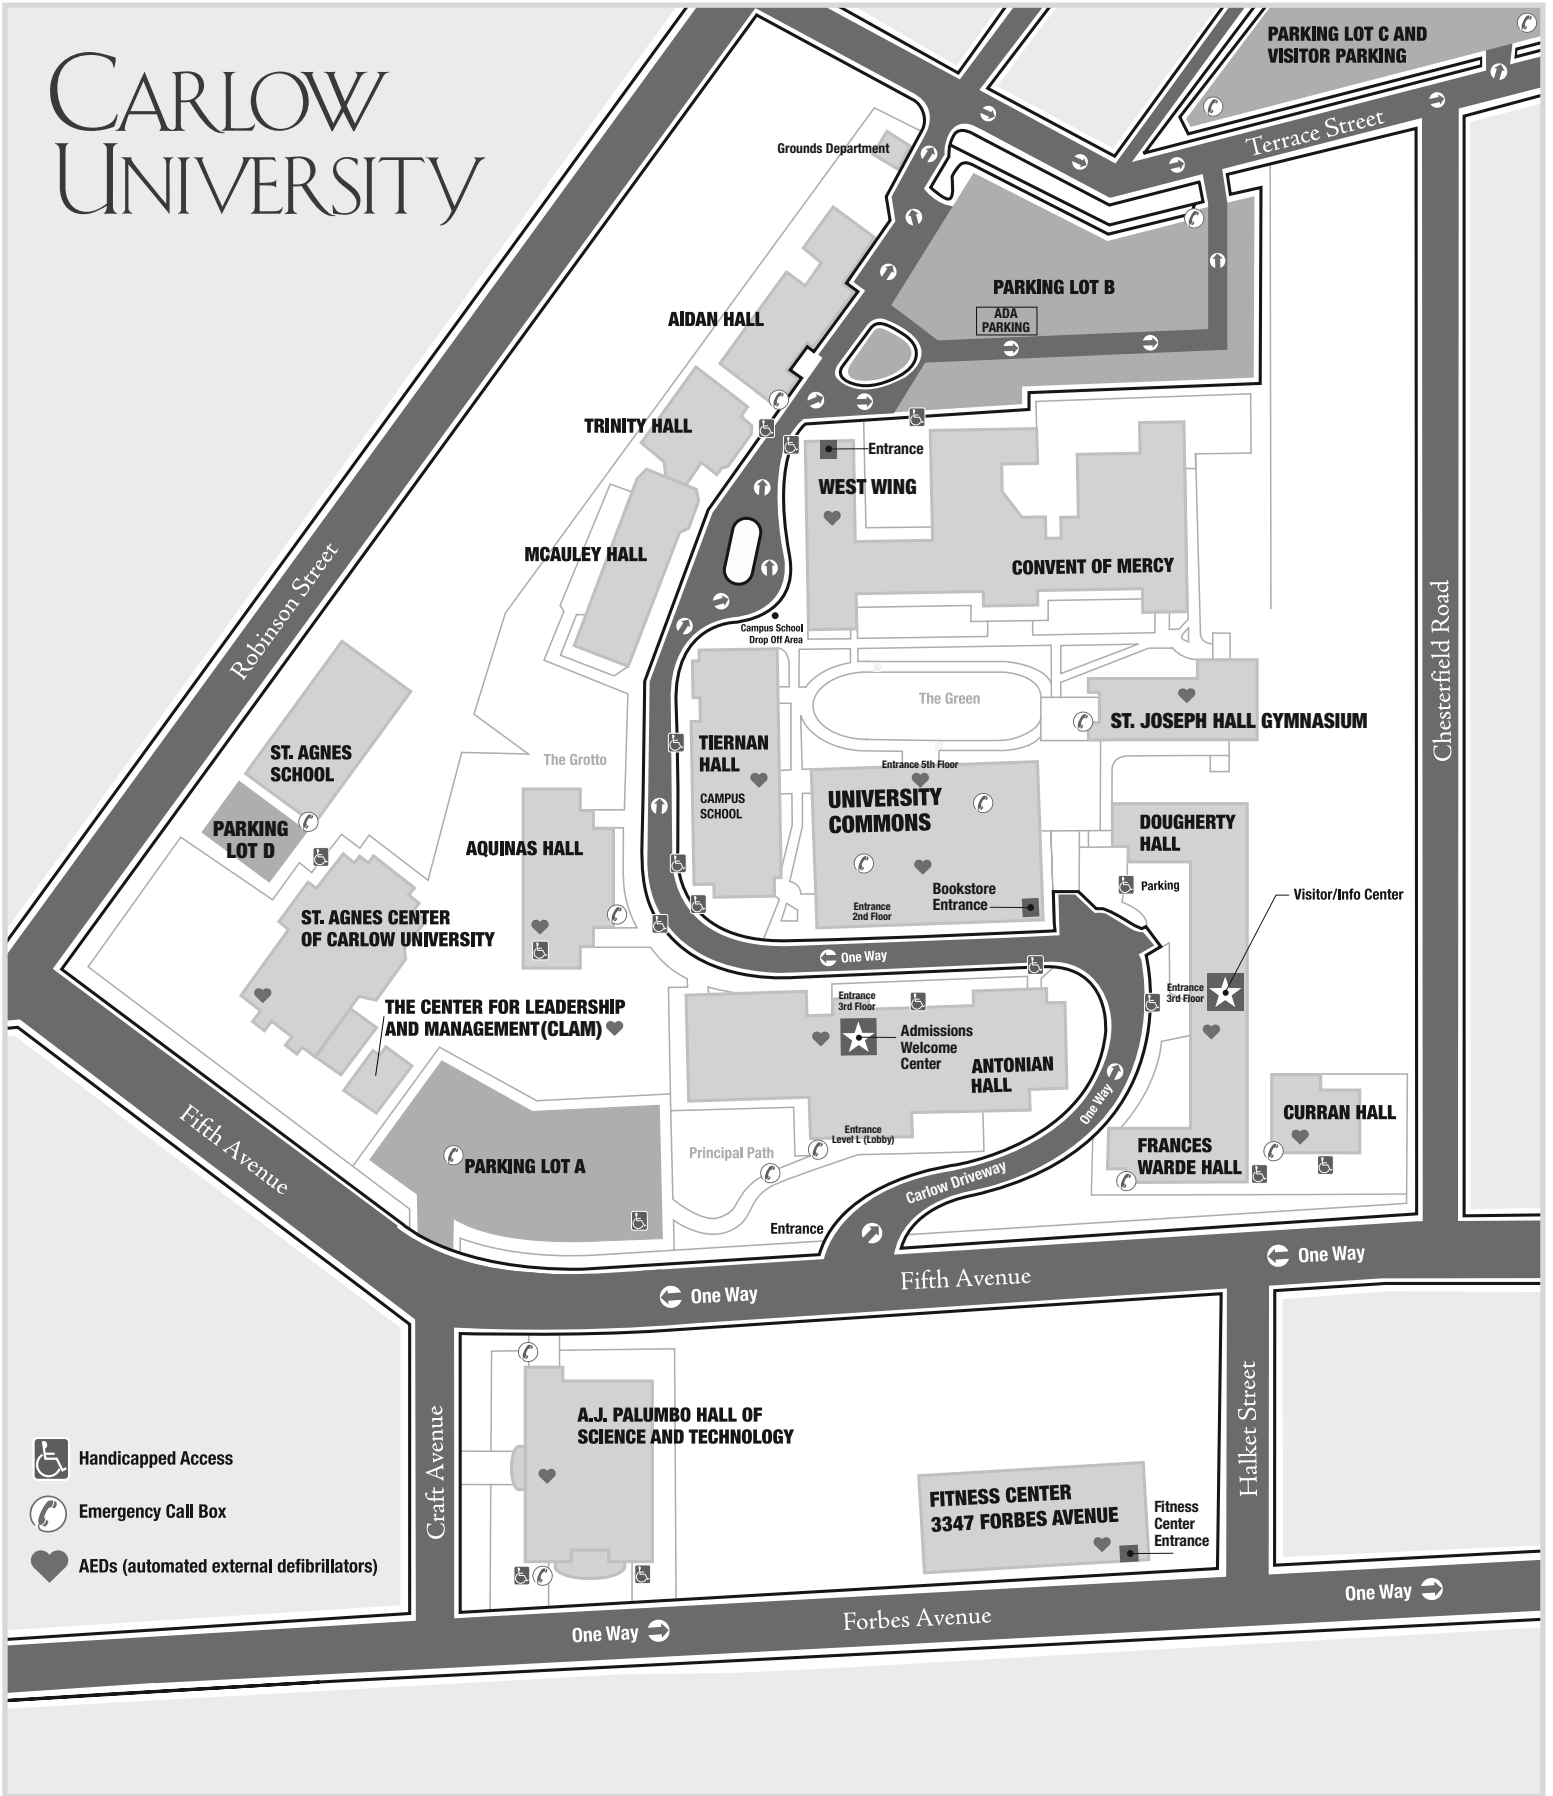 CARLOW
UNIVERSITY
PARKING LOT C AND
VISITOR PARKING
Terrace Street
Grounds Department
PARKING LOT B
ADA
PARKING
AIDAN HALL
TRINITY HALL
Entrance
WEST WING
MCAULEY HALL
CONVENT OF MERCY
Robinson Street
Chesterfield Road
Campus School
Drop Off Area
The Green
ST. JOSEPH HALL GYMNASIUM
TIERNAN
HALL
CAMPUS
SCHOOL
ST. AGNES
SCHOOL
The Grotto
Entrance 5th Floor
UNIVERSITY
COMMONS
PARKING
LOT D
AQUINAS HALL
DOUGHERTY
HALL
Parking
Visitor/Info Center
Bookstore
Entrance
Entrance
2nd Floor
ST. AGNES CENTER
OF CARLOW UNIVERSITY
One Way
Entrance
3rd Floor
Entrance
3rd Floor
THE CENTER FOR LEADERSHIP
AND MANAGEMENT (CLAM)
Admissions
Welcome
Center
ANTONIAN
HALL
One Way
CURRAN HALL
Fifth Avenue
Entrance
Level L (Lobby)
Principal Path
FRANCES
WARDE HALL
PARKING LOT A
Carlow Driveway
Entrance
One Way
Fifth Avenue
One Way
Craft Avenue
A.J. PALUMBO HALL OF
SCIENCE AND TECHNOLOGY
Halket Street
Handicapped Access
Emergency Call Box
AEDs (automated external defibrillators)
FITNESS CENTER
3347 FORBES AVENUE
Fitness
Center
Entrance
One Way
Forbes Avenue
One Way